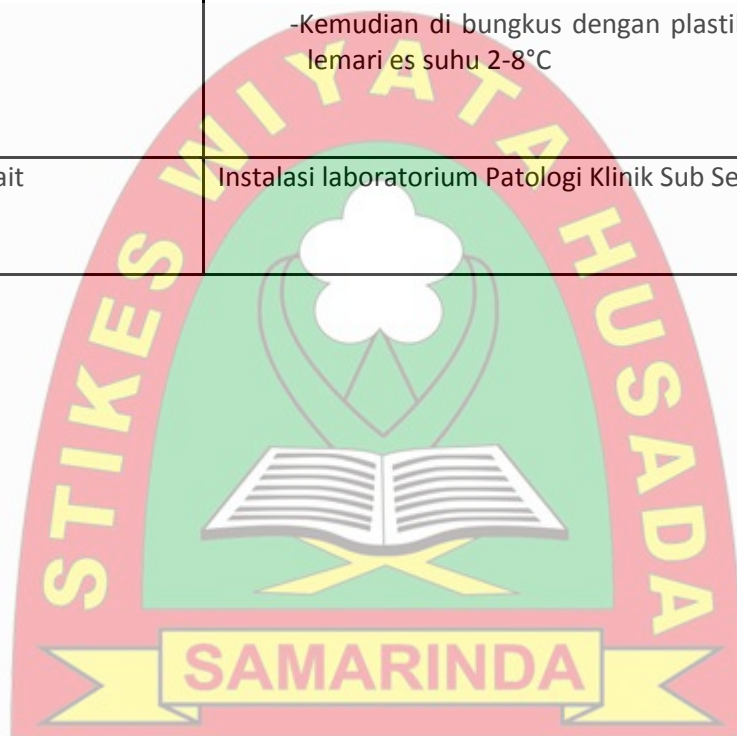 -Kemudian di bungkus dengan plasti
lemari es suhu 2-8°C
ait
Instalasi laboratorium Patologi Klinik Sub Se
STIKES WIYATA HUSADA
SAMARINDA